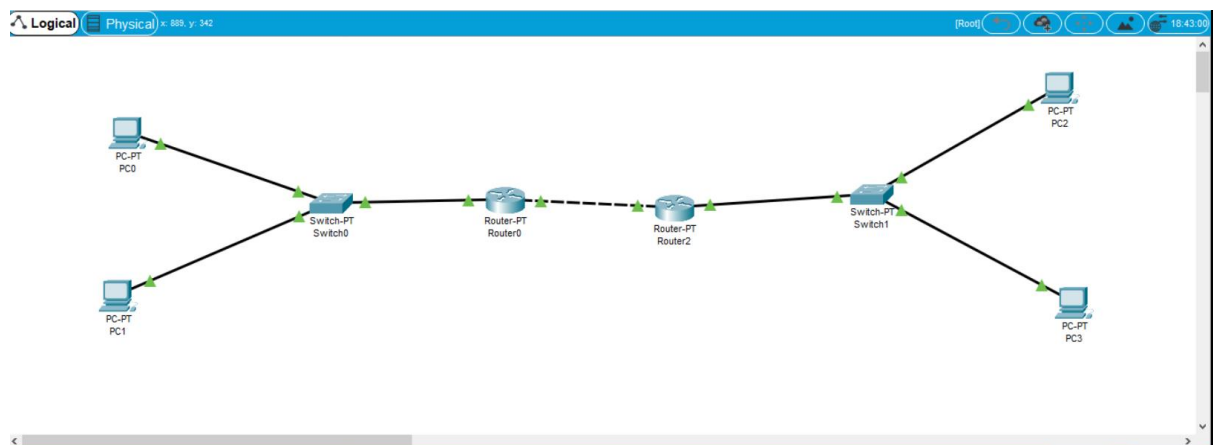 Logical
Physical
x: 889, y: 342
[Root]
18:43:00
PC-PT
PC0
PC-PT
PC1
Switch-PT
Switch0
Router-PT
Router0
Router-PT
Router2
Switch-PT
Switch1
PC-PT
PC2
PC-PT
PC3